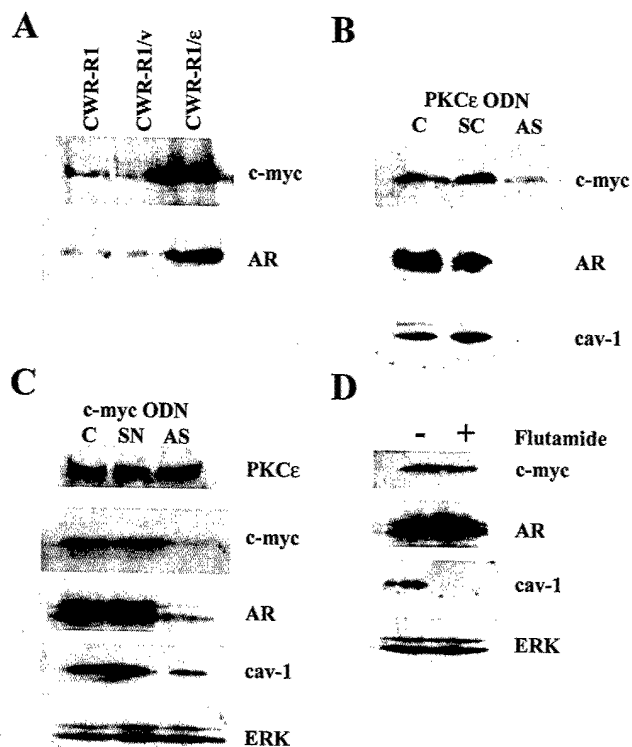 A
CWR-R1
CWR-R1/v
CWR-R1/ε
c-myc
AR
B
PKCε ODN
C SC AS
c-myc
AR
cav-1
C
c-myc ODN
C SN AS
PKCε
c-myc
AR
cav-1
ERK
D
- + Flutamide
c-myc
AR
cav-1
ERK